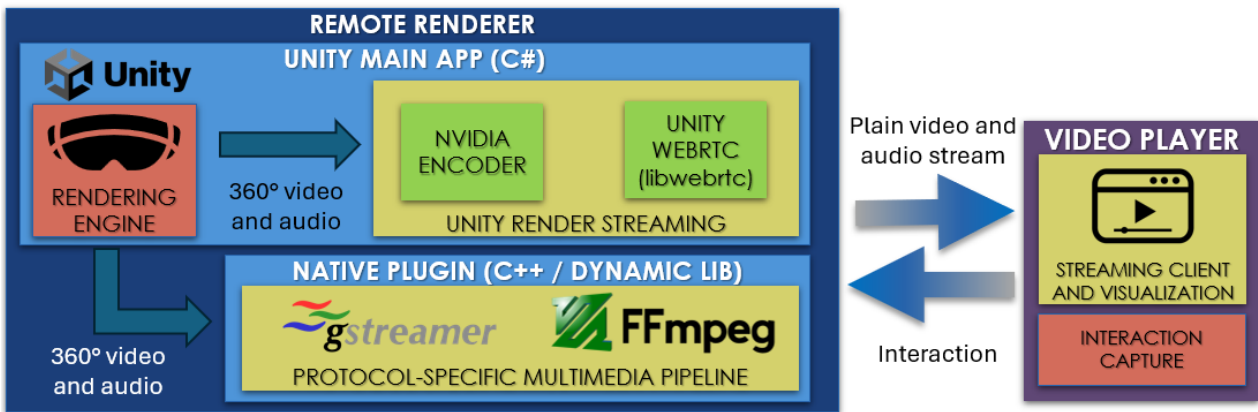 REMOTE RENDERER
UNITY MAIN APP (C#)
Unity
RENDERING
ENGINE
360° video
and audio
NVIDIA
ENCODER
UNITY
WEBRTC
(libwebrtc)
UNITY RENDER STREAMING
360° video
and audio
NATIVE PLUGIN (C++ / DYNAMIC LIB)
gstreamer
FFmpeg
PROTOCOL-SPECIFIC MULTIMEDIA PIPELINE
Plain video and
audio stream
Interaction
VIDEO PLAYER
STREAMING CLIENT
AND VISUALIZATION
INTERACTION
CAPTURE